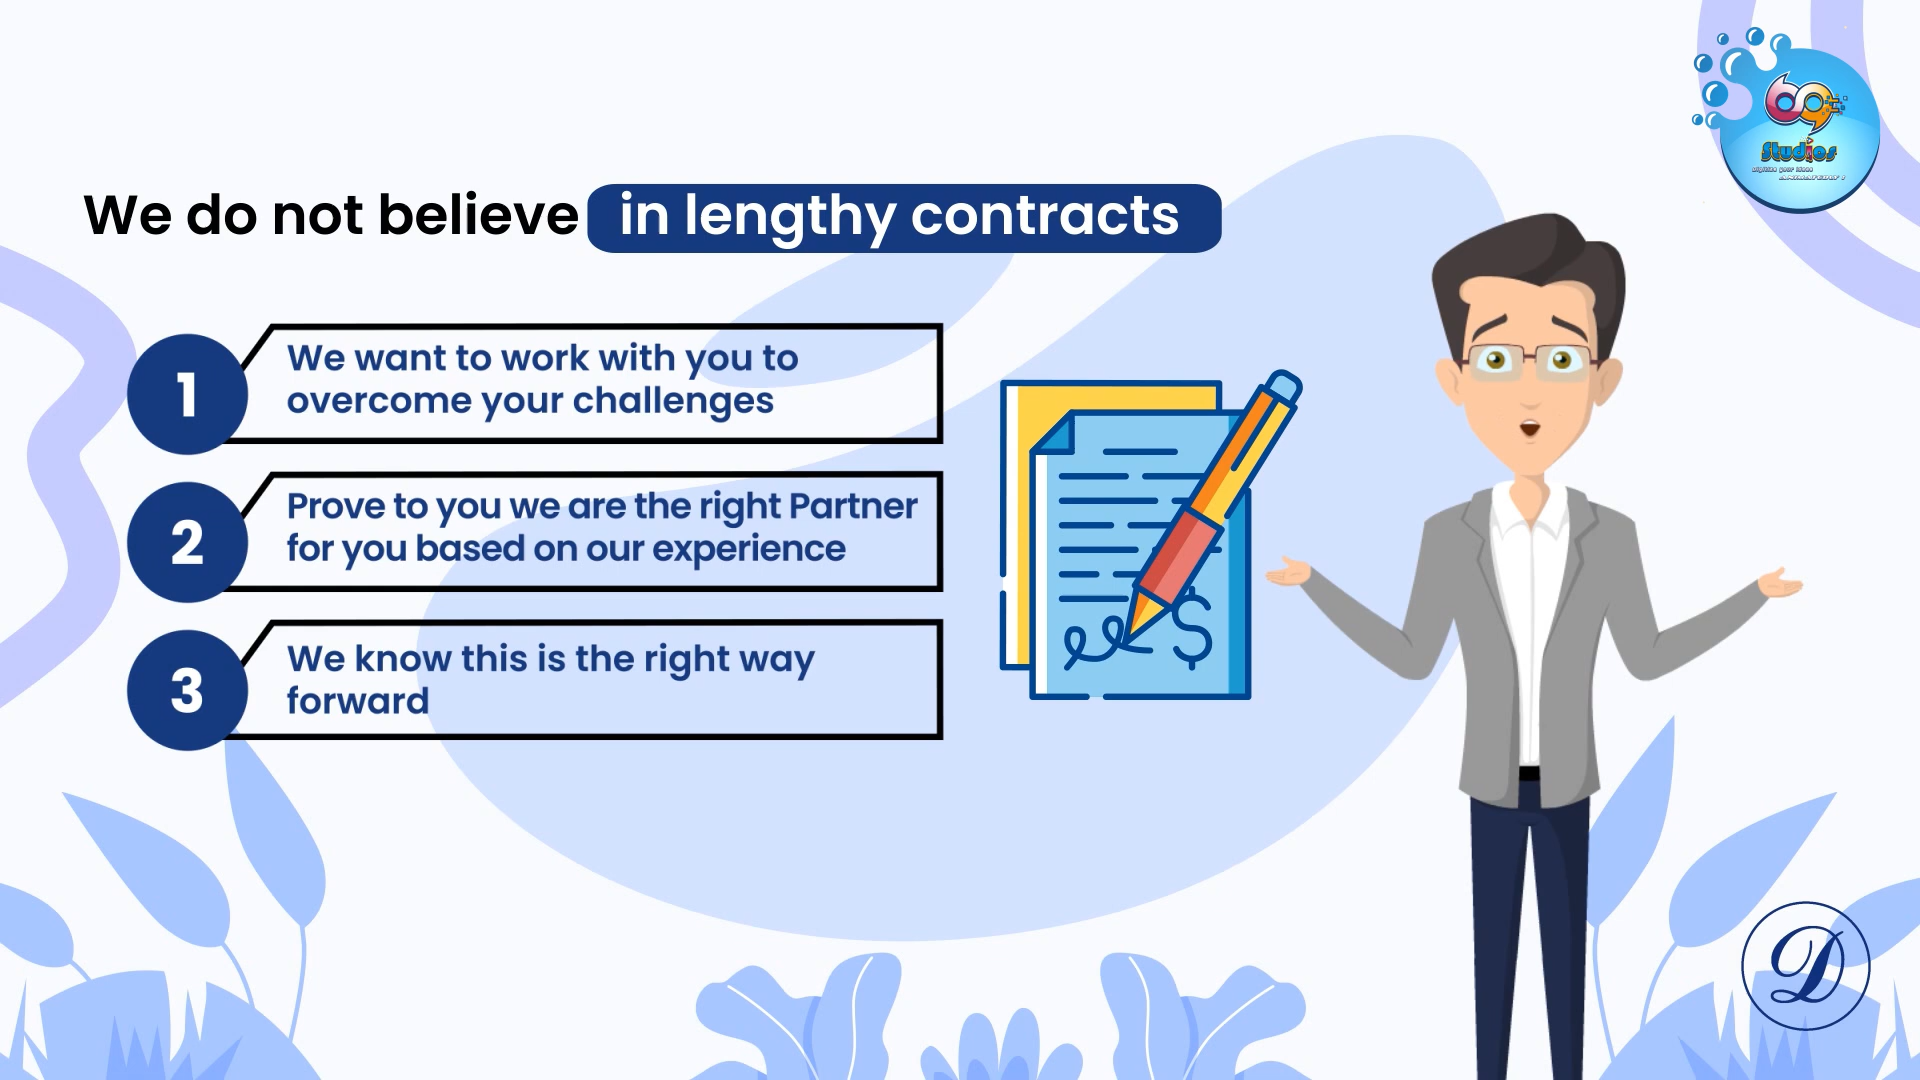 We do not believe in lengthy contracts
1
We want to work with you to
overcome your challenges
2
Prove to you we are the right Partner
for you based on our experience
3
We know this is the right way
forward
$
69
Studios
D